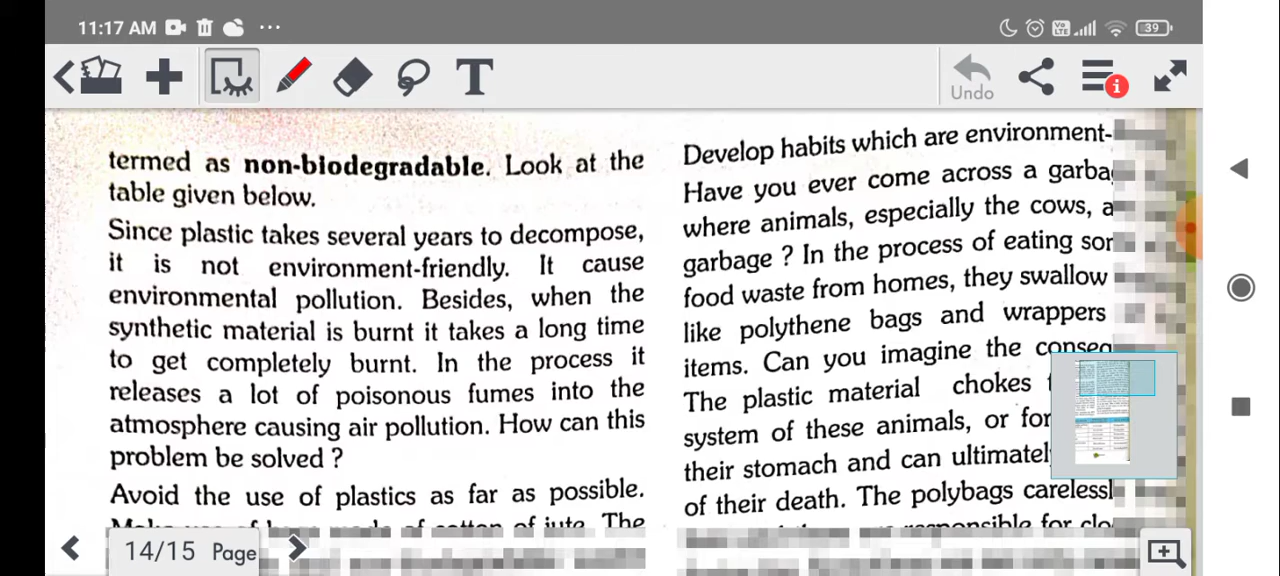 11:17 AM
39
Undo
termed as non-biodegradable. Look at the
table given below.
Since plastic takes several years to decompose,
it is not environment-friendly. It cause
environmental pollution. Besides, when the
synthetic material is burnt it takes a long time
to get completely burnt. In the process it
releases a lot of poisonous fumes into the
atmosphere causing air pollution. How can this
problem be solved ?
Avoid the use of plastics as far as possible.
of cotton of jute. The
Develop habits which are environment-
Have you ever come across a
where animals, especially the cows,
garbage ? In the process of eating
food waste from homes, they swallow
like polythene bags and wrappers
items. Can you imagine the
The plastic material chokes
system of these animals, or
their stomach and can
of their death. The polybags
responsible for
14/15 Page